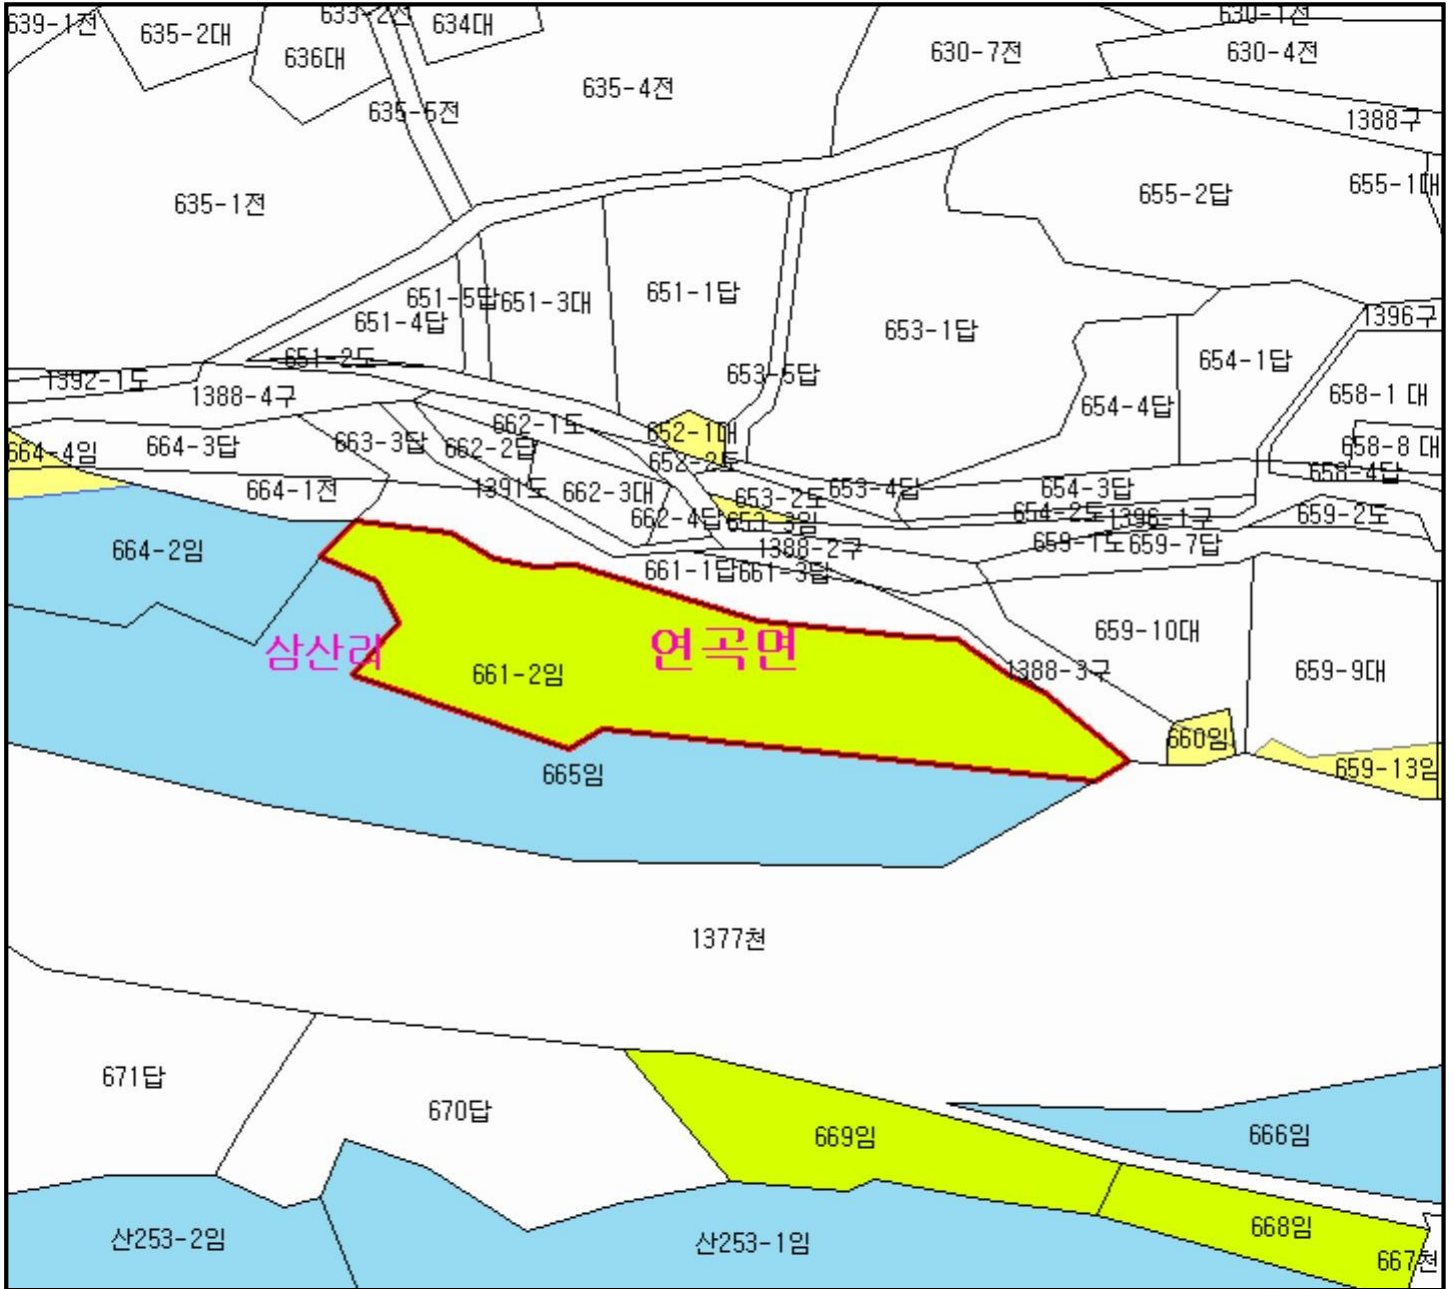 639-1전
635-2대
636대
633-2전
634대
635-4전
630-7전
630-1전
630-4전
635-5전
1388구
635-1전
655-2답
655-1대
651-5답
651-3대
651-1답
651-4답
653-1답
1396구
651-2도
654-1답
1392-1도
1388-4구
653-5답
658-1 대
654-4답
664-4임
664-3답
663-3답
662-1도
662-2답
652-1대
652-2도
658-8 대
658-4답
664-1전
1391도
662-3대
653-2도
653-4답
654-3답
662-4답
653-3임
654-2도
1396-1구
659-2도
664-2임
1388-2구
659-1도
659-7답
661-1답
661-3답
659-10대
삼산리
연곡면
661-2임
1388-3구
659-9대
660임
665임
659-13임
1377천
671답
670답
669임
666임
산253-2임
산253-1임
668임
667천